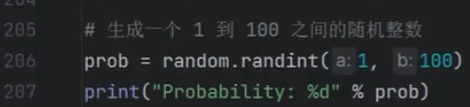 205 # 生成一个 1 到 100 之间的随机整数
206 prob = random.randint( a: 1, b: 100)
207 print("Probability: %d" % prob)